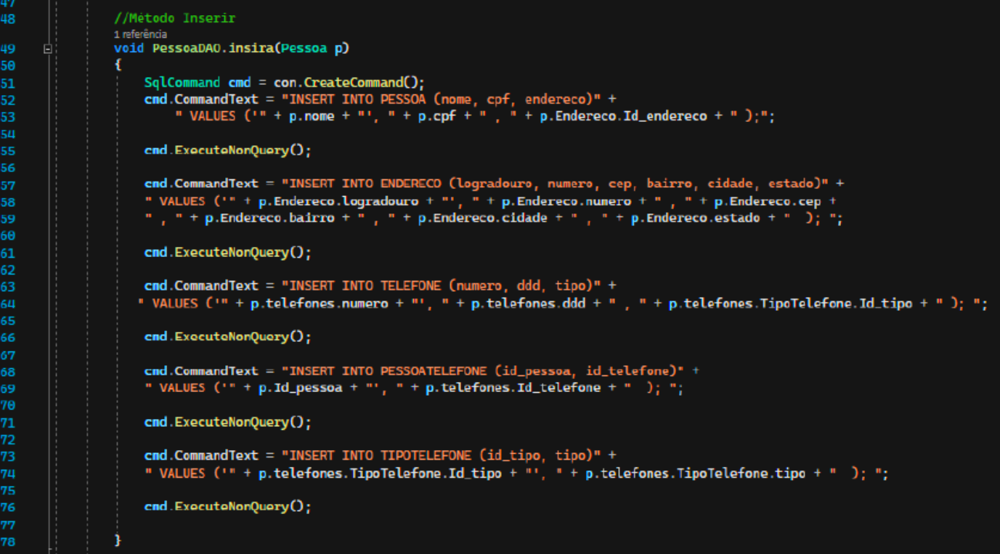 47
48 //Método Inserir
1 referência
49 void PessoaDAO.insira(Pessoa p)
50 {
51 SqlCommand cmd = con.CreateCommand();
52 cmd.CommandText = "INSERT INTO PESSOA (nome, cpf, endereco)" +
53 " VALUES ('" + p.nome + "', " + p.cpf + " , " + p.Endereco.Id_endereco + " );";
54
55 cmd.ExecuteNonQuery();
56
57 cmd.CommandText = "INSERT INTO ENDERECO (logradouro, numero, cep, bairro, cidade, estado)" +
58 " VALUES ('" + p.Endereco.logradouro + "', " + p.Endereco.numero + " , " + p.Endereco.cep +
59 " , " + p.Endereco.bairro + " , " + p.Endereco.cidade + " , " + p.Endereco.estado + "  ); ";
60
61 cmd.ExecuteNonQuery();
62
63 cmd.CommandText = "INSERT INTO TELEFONE (numero, ddd, tipo)" +
64 " VALUES ('" + p.telefones.numero + "', " + p.telefones.ddd + " , " + p.telefones.TipoTelefone.Id_tipo + " ); ";
65
66 cmd.ExecuteNonQuery();
67
68 cmd.CommandText = "INSERT INTO PESSOATELEFONE (id_pessoa, id_telefone)" +
69 " VALUES ('" + p.Id_pessoa + "', " + p.telefones.Id_telefone + "  ); ";
70
71 cmd.ExecuteNonQuery();
72
73 cmd.CommandText = "INSERT INTO TIPOTELEFONE (id_tipo, tipo)" +
74 " VALUES ('" + p.telefones.TipoTelefone.Id_tipo + "', " + p.telefones.TipoTelefone.tipo + "  ); ";
75
76 cmd.ExecuteNonQuery();
77
78 }